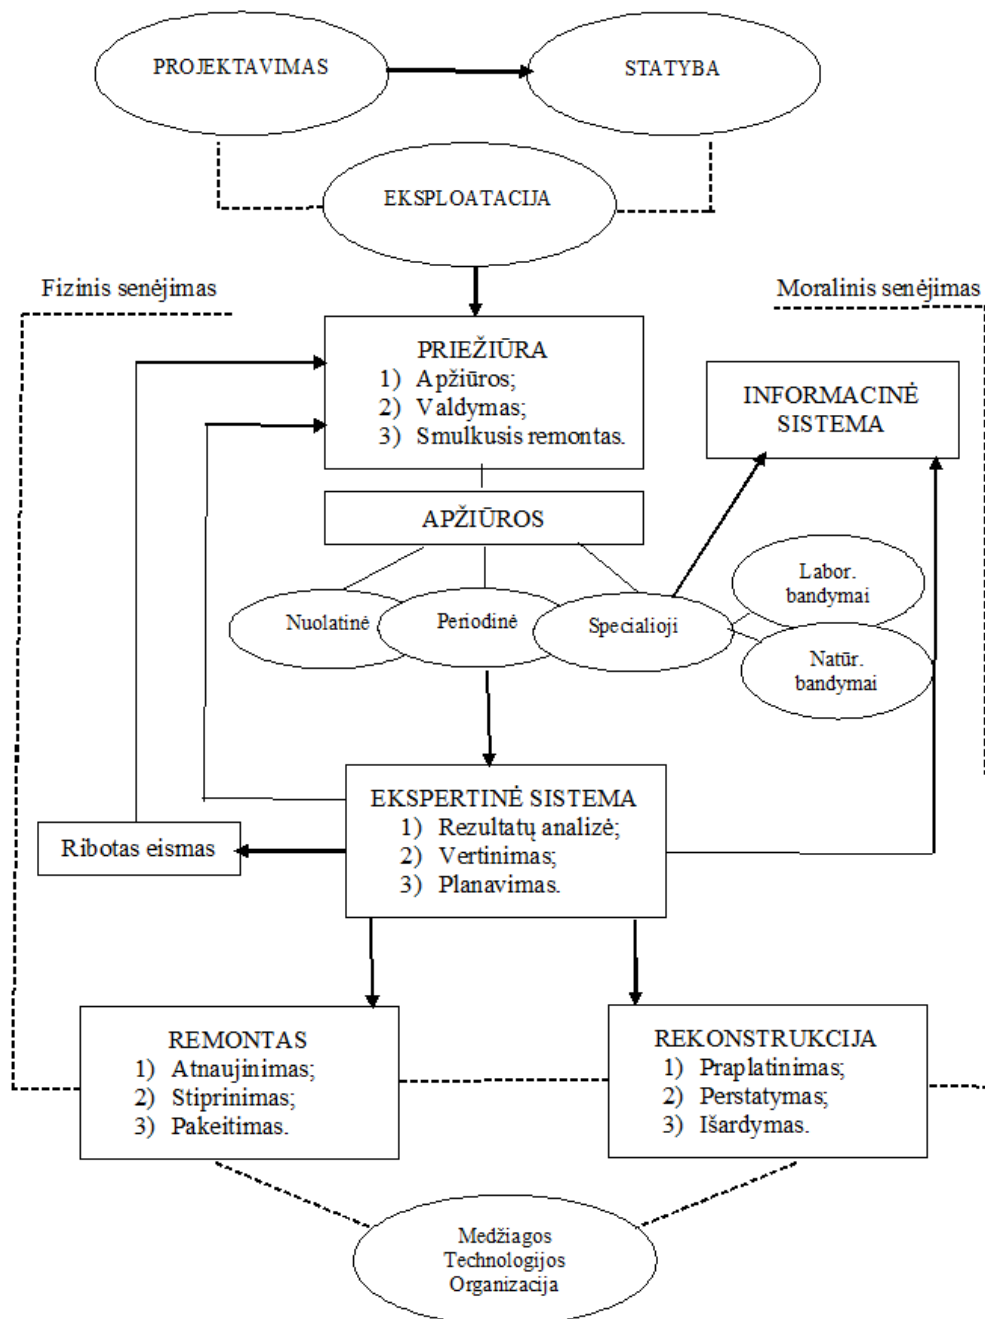 PROJEKTAVIMAS
STATYBA
EKSPLOATACIJA
Fizinis senėjimas
Moralinis senėjimas
PRIEŽIŪRA
1) Apžiūros;
2) Valdymas;
3) Smulkusis remontas.
INFORMACINĖ
SISTEMA
APŽIŪROS
Nuolatinė
Periodinė
Specialioji
Labor.
bandymai
Natūr.
bandymai
EKSPERTINĖ SISTEMA
1) Rezultatų analizė;
2) Vertinimas;
3) Planavimas.
Ribotas eismas
REMONTAS
1) Atnaujinimas;
2) Stiprinimas;
3) Pakeitimas.
REKONSTRUKCIJA
1) Praplatinimas;
2) Perstatymas;
3) Išardymas.
Medžiagos
Technologijos
Organizacija